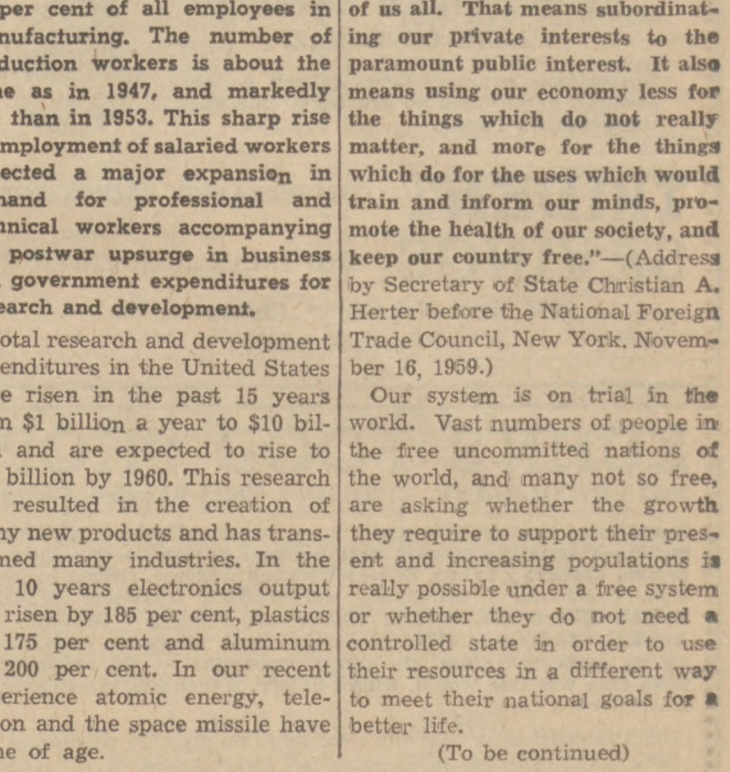 per cent of all employees in
nufacturing. The number of
duction workers is about the
e as in 1947, and markedly
than in 1953. This sharp rise
mployment of salaried workers
ected a major expansion in
mand for professional and
hnical workers accompanying
postwar upsurge in business
government expenditures for
earch and development.
otal research and development
enditures in the United States
e risen in the past 15 years
m $1 billion a year to $10 bil-
and are expected to rise to
billion by 1960. This research
resulted in the creation of
ny new products and has trans-
med many industries. In the
10 years electronics output
risen by 185 per cent, plastics
175 per cent and aluminum
200 per cent. In our recent
erience atomic energy, tele-
on and the space missile have
e of age.
of us all. That means subordinat-
ing our private interests to the
paramount public interest. It also
means using our economy less for
the things which do not really
matter, and more for the things
which do for the uses which would
train and inform our minds, pro-
mote the health of our society, and
keep our country free."—(Address
by Secretary of State Christian A.
Herter before the National Foreign
Trade Council, New York. Novem-
ber 16, 1959.)
Our system is on trial in the
world. Vast numbers of people in
the free uncommitted nations of
the world, and many not so free,
are asking whether the growth
they require to support their pres-
ent and increasing populations is
really possible under a free system
or whether they do not need a
controlled state in order to use
their resources in a different way
to meet their national goals for a
better life.
(To be continued)